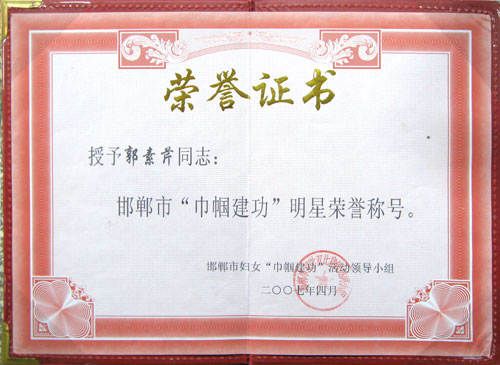 荣誉证书
授予郭素芹同志：
邯郸市“巾帼建功”明星荣誉称号。
邯郸市妇女“巾帼建功”活动领导小组
二〇〇七年四月